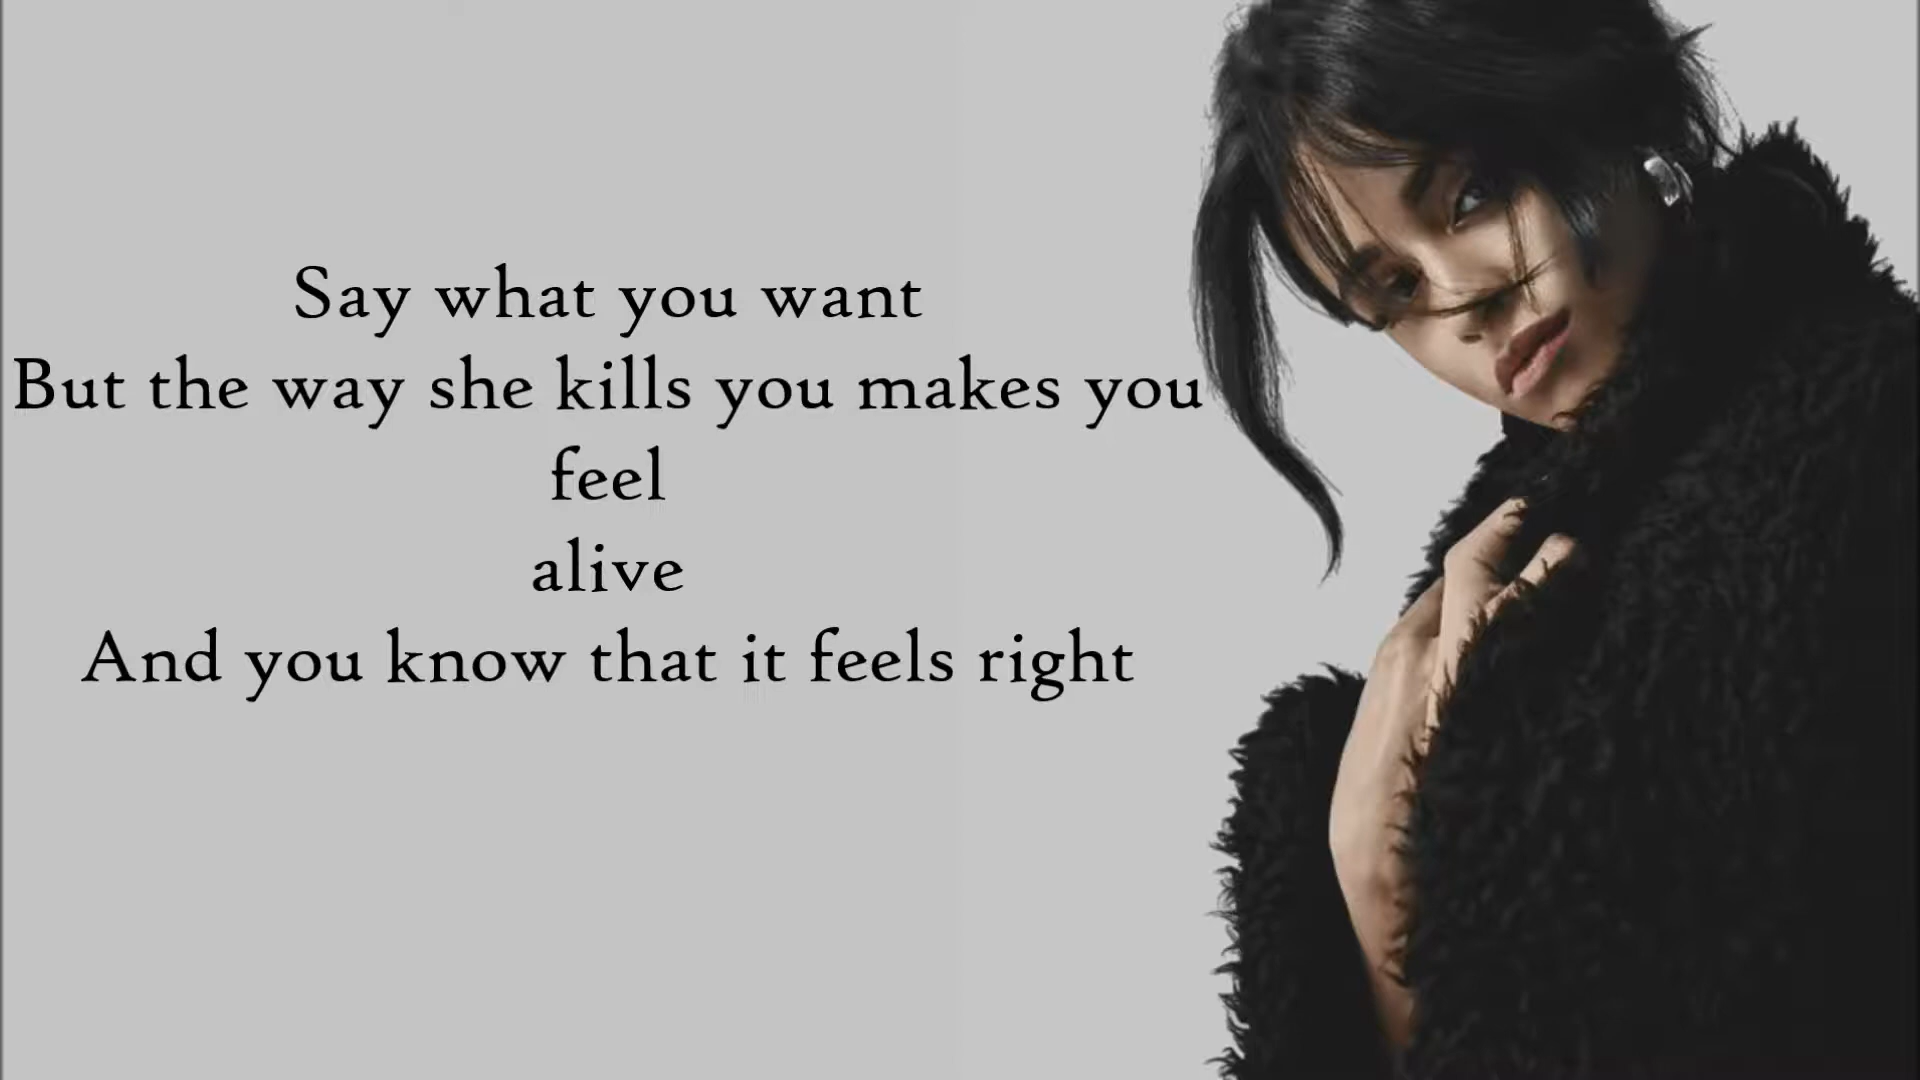 Say what you want
But the way she kills you makes you
feel
alive
And you know that it feels right